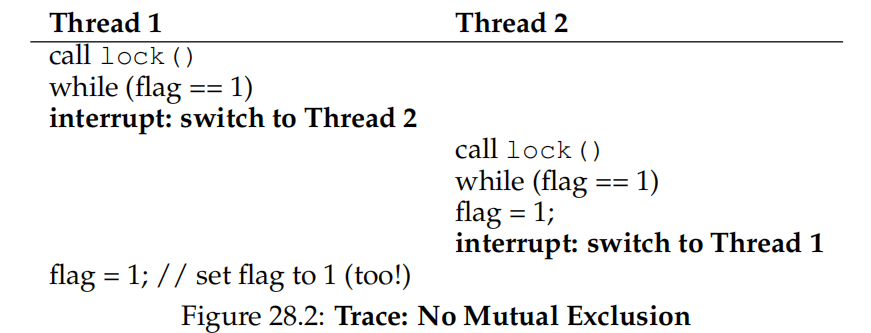 Thread 1 Thread 2
call lock()
while (flag == 1)
interrupt: switch to Thread 2
call lock()
while (flag == 1)
flag = 1;
interrupt: switch to Thread 1
flag = 1; // set flag to 1 (too!)
Figure 28.2: Trace: No Mutual Exclusion